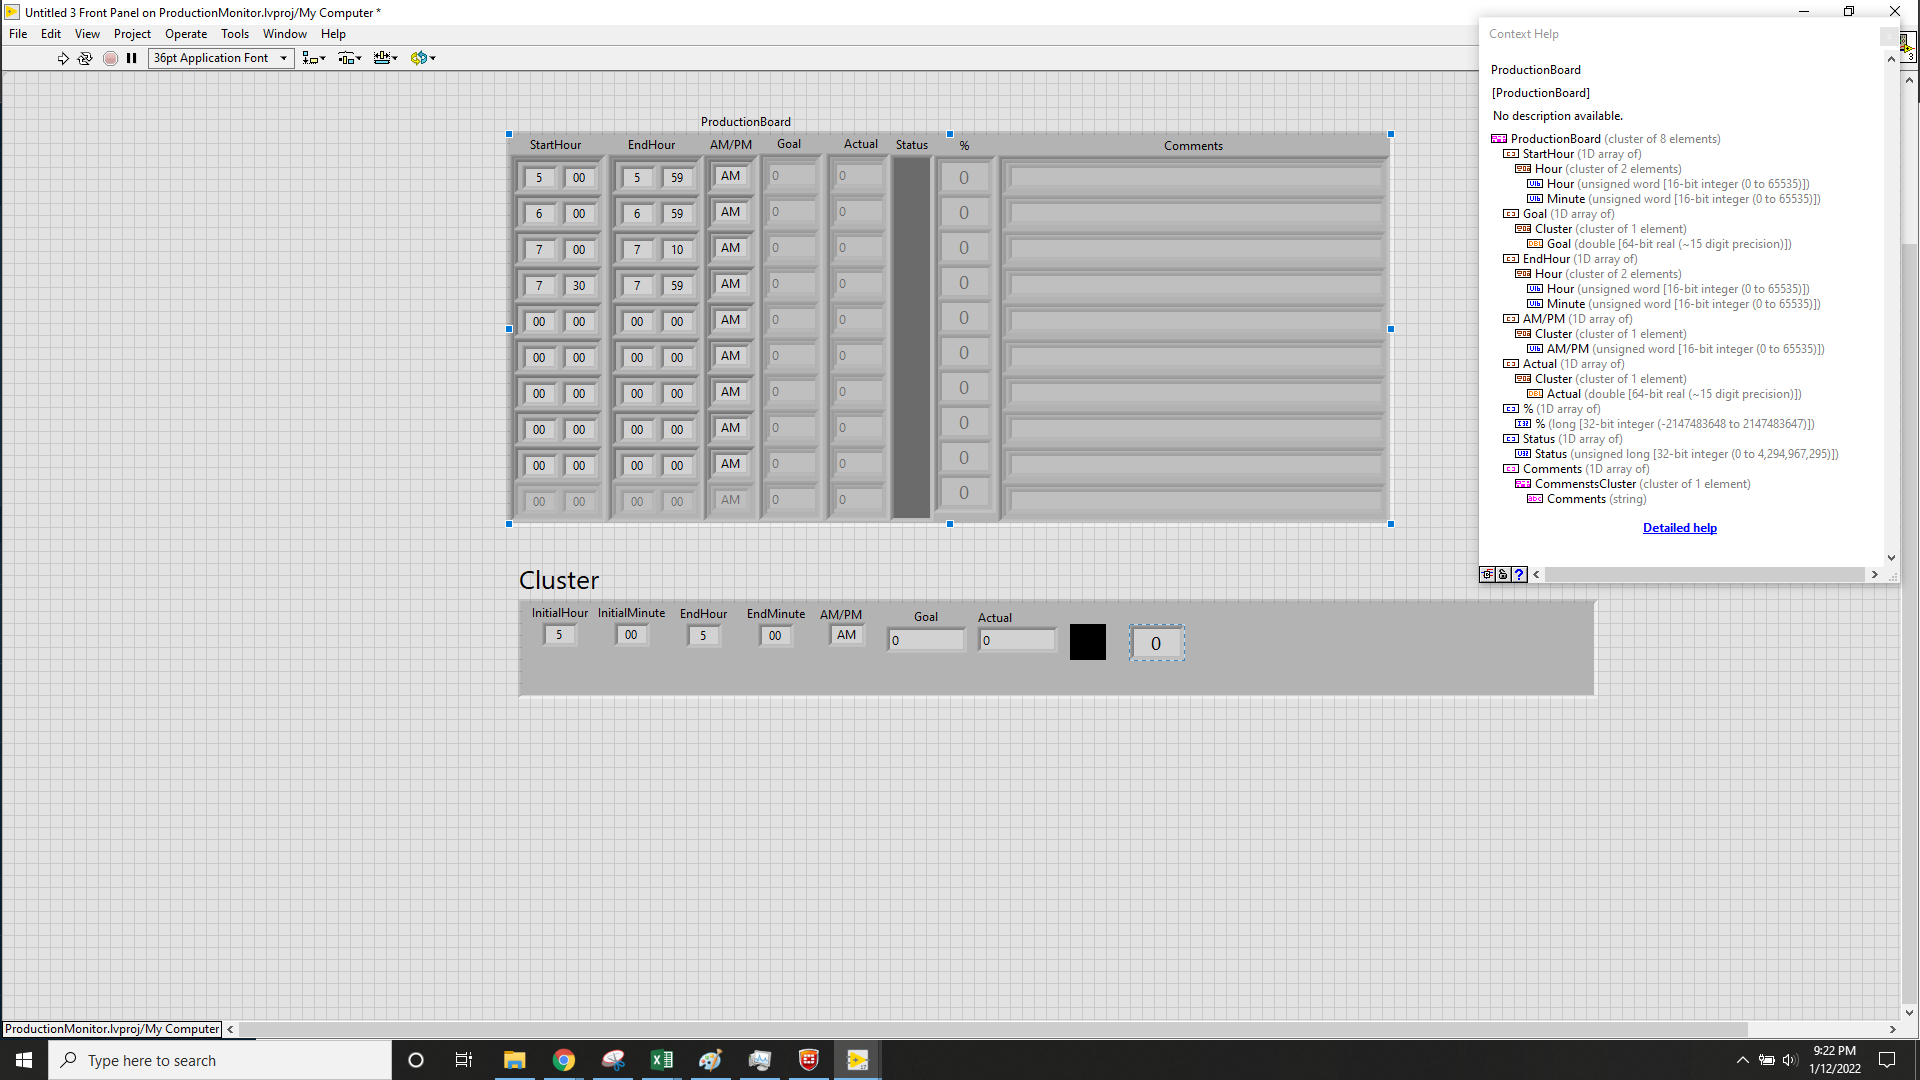 Untitled 3 Front Panel on ProductionMonitor.lvproj/My Computer *
File Edit View Project Operate Tools Window Help
36pt Application Font
3
ProductionBoard
StartHour EndHour AM/PM Goal Actual Status % Comments
5 00 5 59 AM 0 0 0
6 00 6 59 AM 0 0 0
7 00 7 10 AM 0 0 0
7 30 7 59 AM 0 0 0
00 00 00 00 AM 0 0 0
00 00 00 00 AM 0 0 0
00 00 00 00 AM 0 0 0
00 00 00 00 AM 0 0 0
00 00 00 00 AM 0 0 0
00 00 00 00 AM 0 0 0
Cluster
InitialHour InitialMinute EndHour EndMinute AM/PM Goal Actual
5 00 5 00 AM 0 0 0
Context Help
ProductionBoard
[ProductionBoard]
No description available.
ProductionBoard (cluster of 8 elements)
StartHour (1D array of)
Hour (cluster of 2 elements)
U16 Hour (unsigned word [16-bit integer (0 to 65535)])
U16 Minute (unsigned word [16-bit integer (0 to 65535)])
Goal (1D array of)
Cluster (cluster of 1 element)
DBL Goal (double [64-bit real (~15 digit precision)])
EndHour (1D array of)
Hour (cluster of 2 elements)
U16 Hour (unsigned word [16-bit integer (0 to 65535)])
U16 Minute (unsigned word [16-bit integer (0 to 65535)])
AM/PM (1D array of)
Cluster (cluster of 1 element)
U16 AM/PM (unsigned word [16-bit integer (0 to 65535)])
Actual (1D array of)
Cluster (cluster of 1 element)
DBL Actual (double [64-bit real (~15 digit precision)])
% (1D array of)
I32 % (long [32-bit integer (-2147483648 to 2147483647)])
Status (1D array of)
U32 Status (unsigned long [32-bit integer (0 to 4,294,967,295)])
Comments (1D array of)
CommenstsCluster (cluster of 1 element)
abc Comments (string)
Detailed help
?
ProductionMonitor.lvproj/My Computer
Type here to search
9:22 PM
1/12/2022